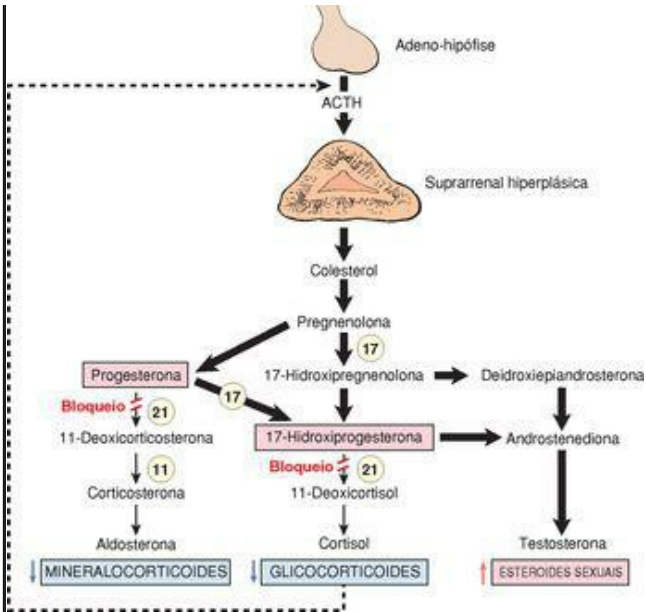 Adeno-hipófise
ACTH
Suprarrenal hiperplásica
Colesterol
Pregnenolona
17
Progesterona
17-Hidroxipregnenolona
Deidroxiepiandrosterona
17
Bloqueio
21
11-Deoxicorticosterona
17-Hidroxiprogesterona
Androstenediona
Bloqueio
21
11
Corticosterona
11-Deoxicortisol
Aldosterona
Cortisol
Testosterona
↓ MINERALOCORTICOIDES
↓ GLICOCORTICOIDES
↑ ESTEROIDES SEXUAIS